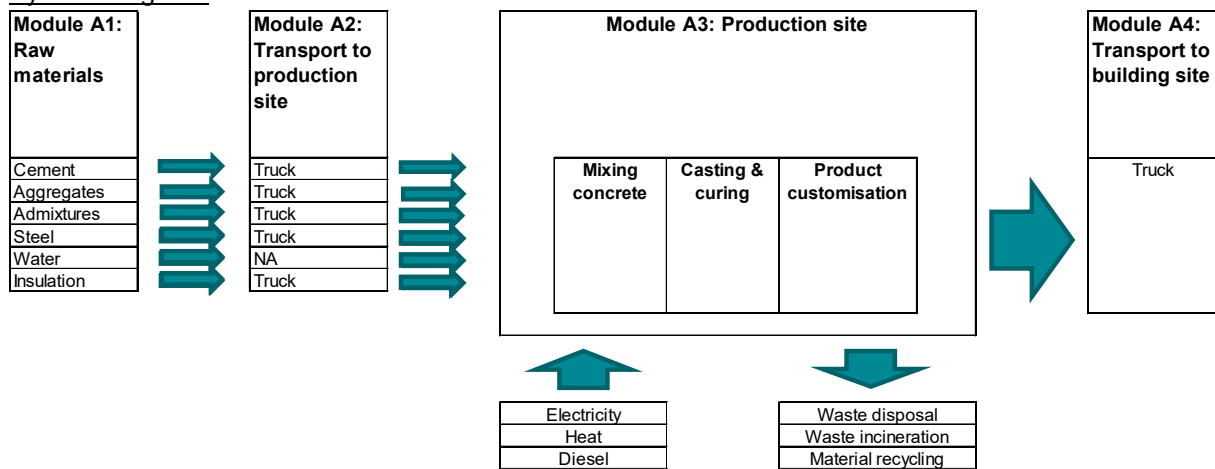 Module A1:
Raw
materials
Cement
Aggregates
Admixtures
Steel
Water
Insulation
Module A2:
Transport to
production
site
Truck
Truck
Truck
Truck
NA
Truck
Module A3: Production site
Mixing
concrete
Casting &
curing
Product
customisation
Electricity
Heat
Diesel
Waste disposal
Waste incineration
Material recycling
Module A4:
Transport to
building site
Truck